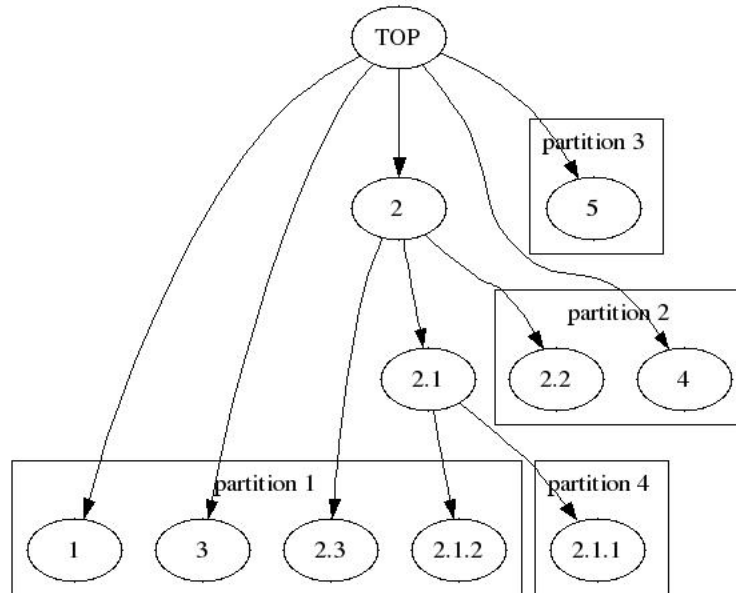 TOP
partition 3
2
5
partition 2
2.1
2.2
4
partition 1
partition 4
1
3
2.3
2.1.2
2.1.1